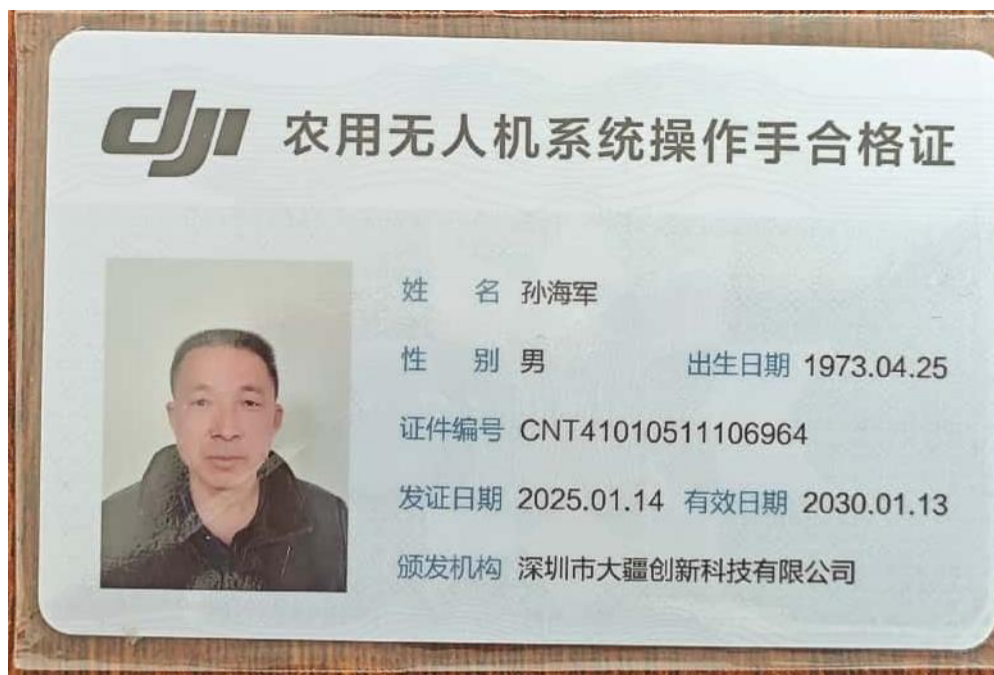 dji 农用无人机系统操作手合格证
姓 名 孙海军
性 别 男 出生日期 1973.04.25
证件编号 CNT41010511106964
发证日期 2025.01.14 有效日期 2030.01.13
颁发机构 深圳市大疆创新科技有限公司